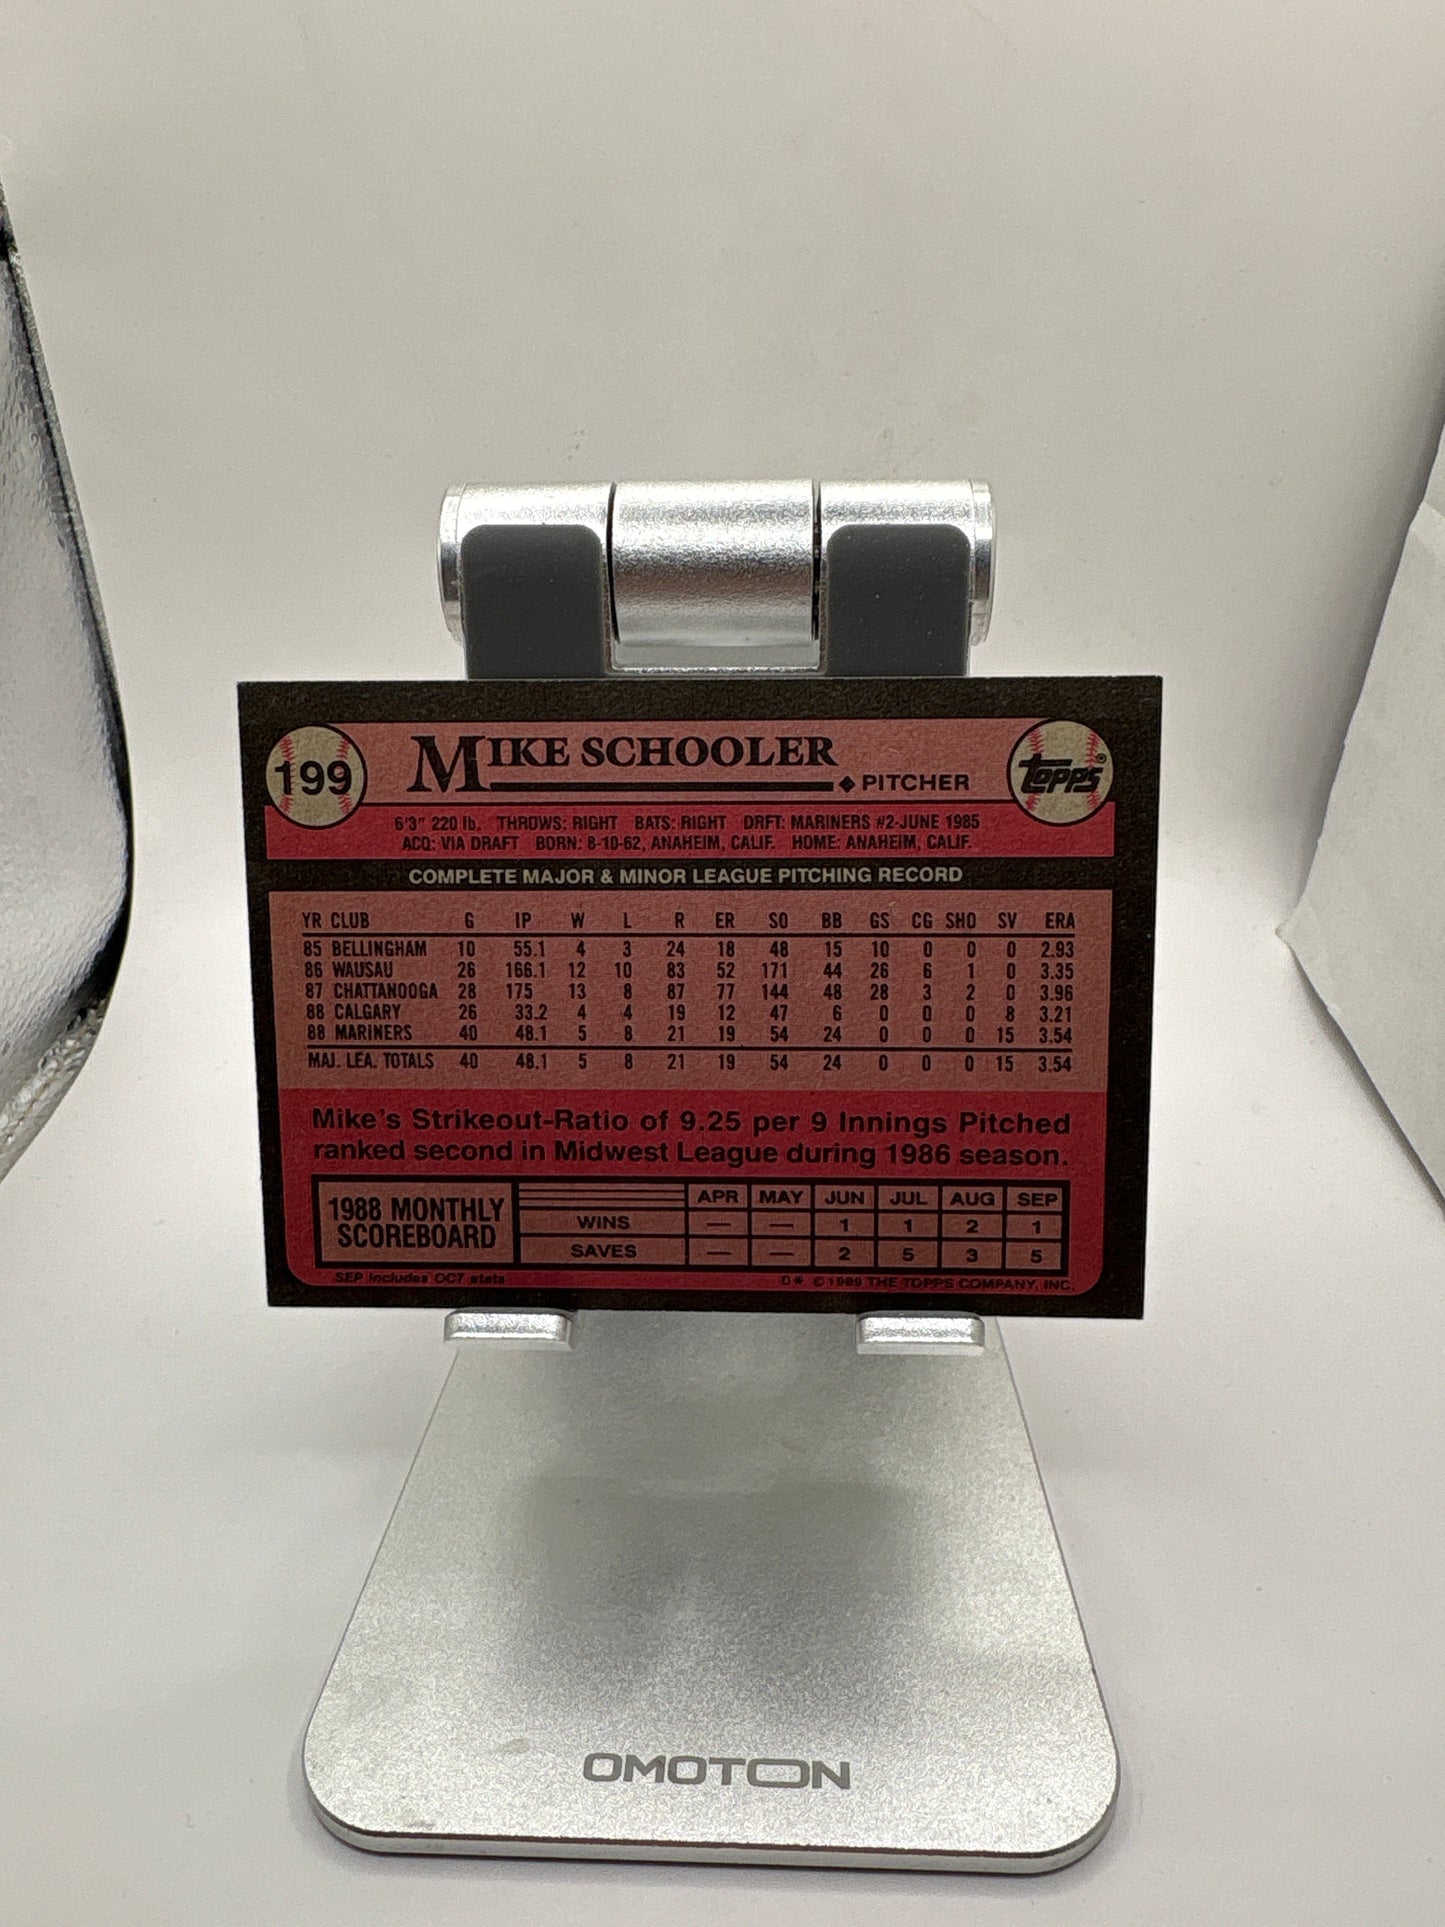 199
MIKE SCHOOLER
◆ PITCHER
TOPPS®
6'3" 220 lb. THROWS: RIGHT BATS: RIGHT DRFT: MARINERS #2-JUNE 1985
ACQ: VIA DRAFT BORN: 8-10-62, ANAHEIM, CALIF. HOME: ANAHEIM, CALIF.
COMPLETE MAJOR & MINOR LEAGUE PITCHING RECORD
YR CLUB G IP W L R ER SO BB GS CG SHO SV ERA
85 BELLINGHAM 10 55.1 4 3 24 18 48 15 10 0 0 0 2.93
86 WAUSAU 26 166.1 12 10 83 52 171 44 26 6 1 0 3.35
87 CHATTANOOGA 28 175 13 8 87 77 144 48 28 3 2 0 3.96
88 CALGARY 26 33.2 4 4 19 12 47 6 0 0 0 8 3.21
88 MARINERS 40 48.1 5 8 21 19 54 24 0 0 0 15 3.54
MAJ. LEA. TOTALS 40 48.1 5 8 21 19 54 24 0 0 0 15 3.54
Mike's Strikeout-Ratio of 9.25 per 9 Innings Pitched
ranked second in Midwest League during 1986 season.
1988 MONTHLY
SCOREBOARD
APR MAY JUN JUL AUG SEP
WINS — — 1 1 2 1
SAVES — — 2 5 3 5
SEP Includes OCT stats
D* © 1989 THE TOPPS COMPANY, INC.
OMOTON